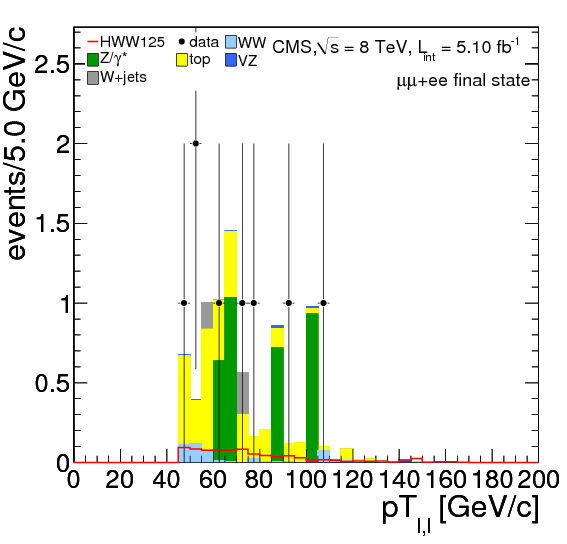 HWW125 data WW CMS,√s = 8 TeV, L_int = 5.10 fb⁻¹
Z/γ* top VZ
W+jets μμ+ee final state
events/5.0 GeV/c
2.5
2
1.5
1
0.5
0
0 20 40 60 80 100 120 140 160 180 200
pT_l,l [GeV/c]